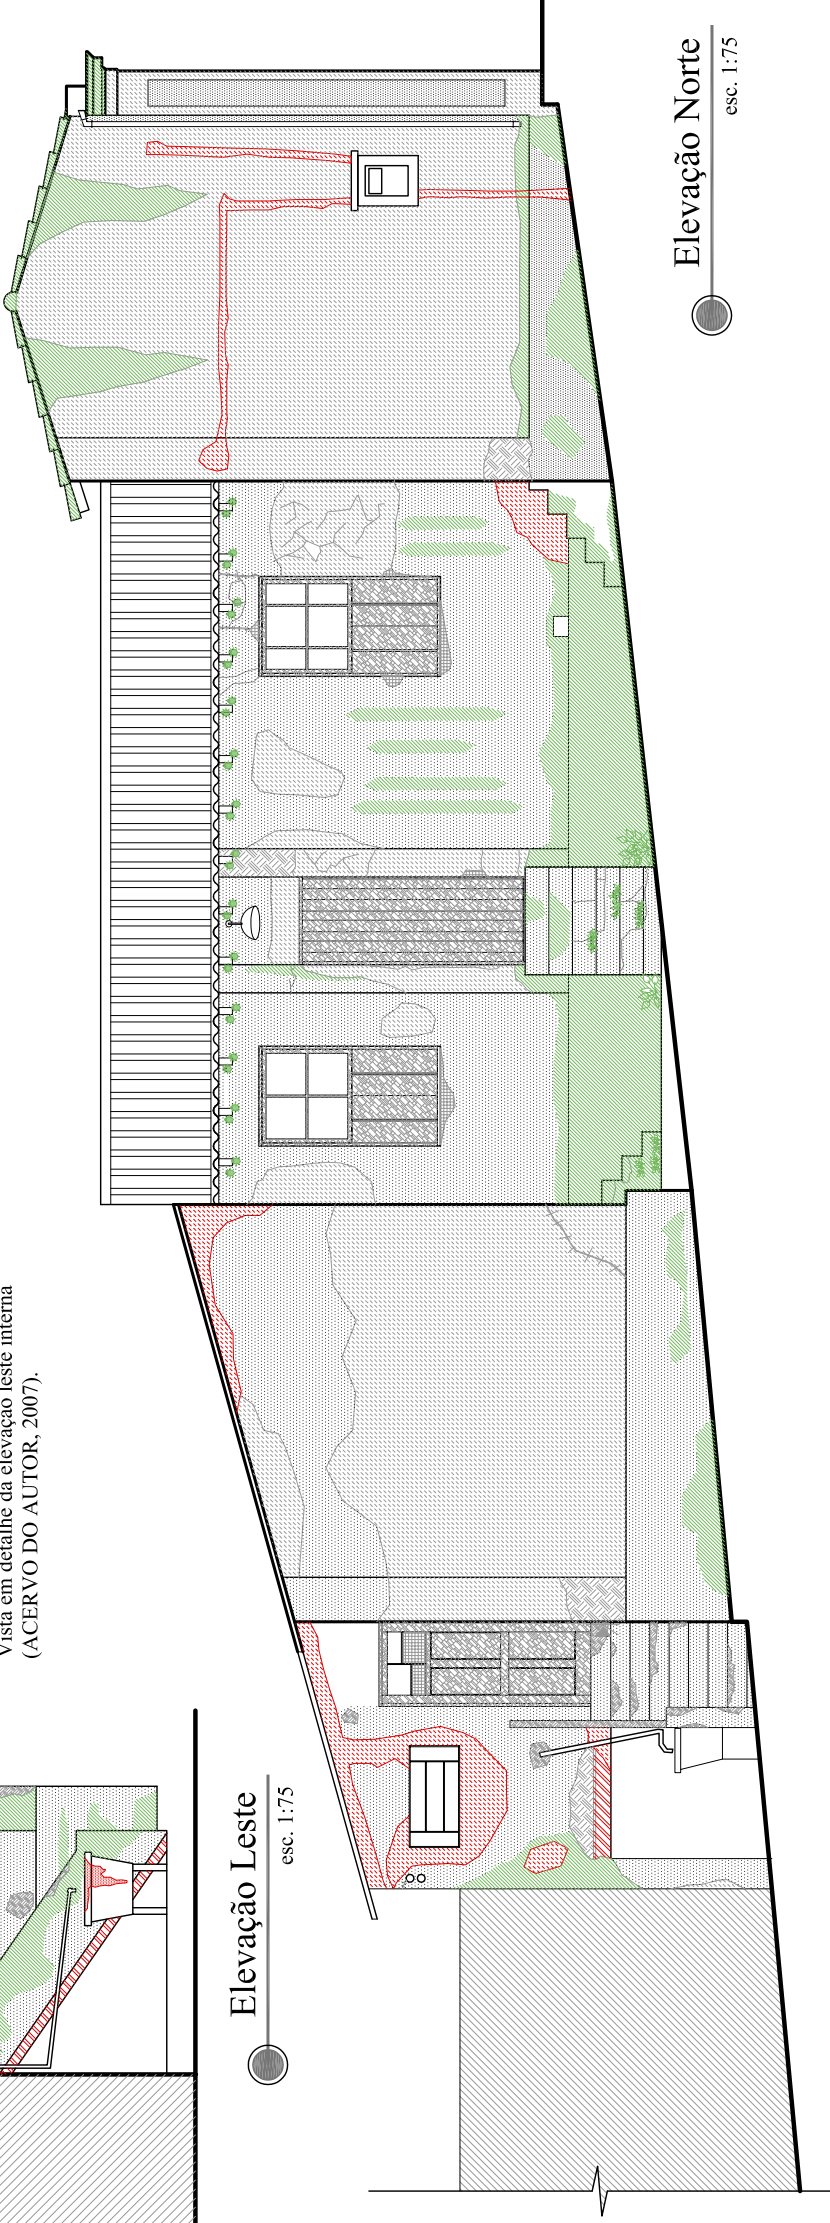 Vista em detalhe da elevação leste interna
(ACERVO DO AUTOR, 2007).
Elevação Leste
esc. 1:75
Elevação Norte
esc. 1:75